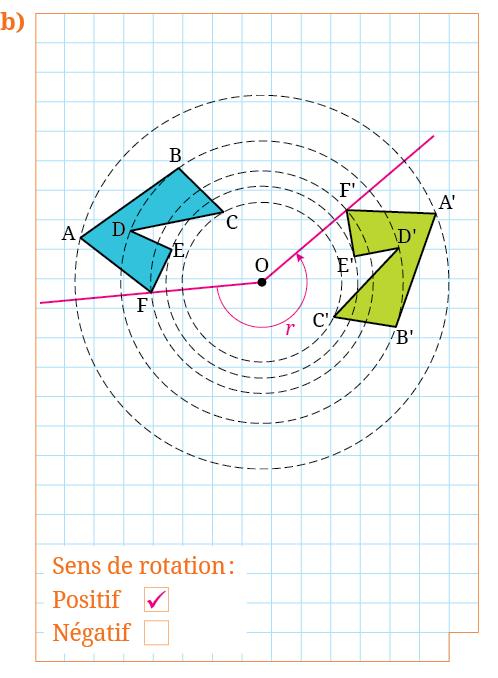 b)
B
A
D
C
E
F
O
r
F'
A'
D'
E'
C'
B'
Sens de rotation :
Positif ✓
Négatif